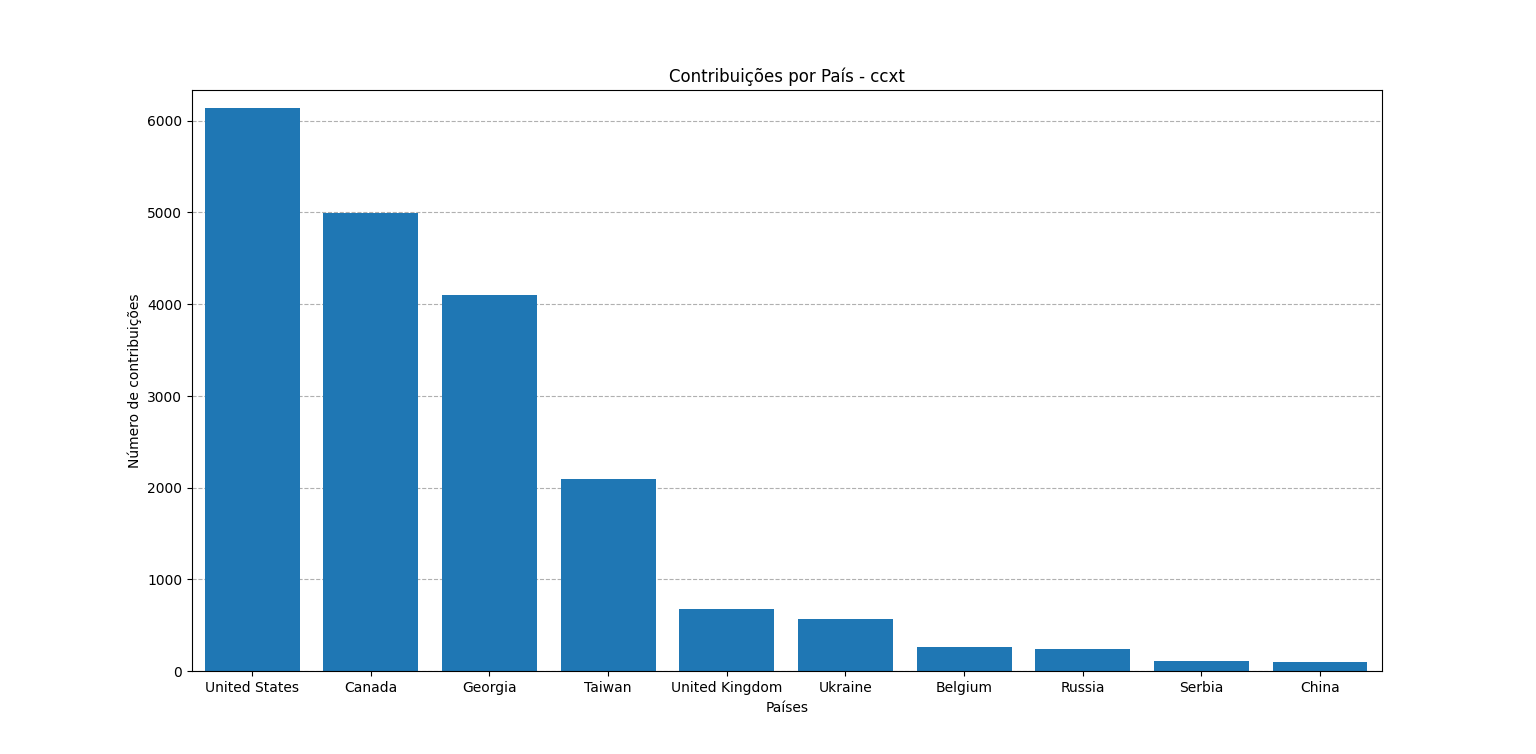 Contribuições por País - ccxt
Número de contribuições
6000
5000
4000
3000
2000
1000
0
United States Canada Georgia Taiwan United Kingdom Ukraine Belgium Russia Serbia China
Países